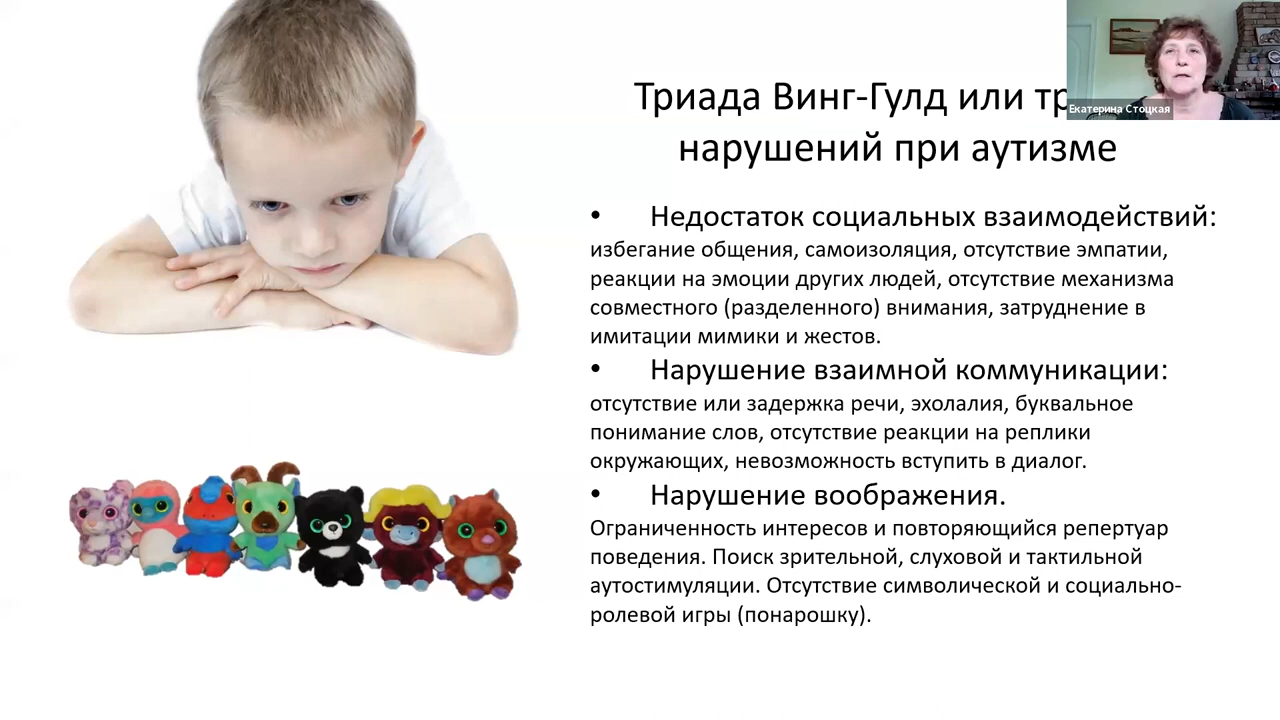 Триада Винг-Гулд или
нарушений при аутизме
Екатерина Стоцкая
• Недостаток социальных взаимодействий:
избегание общения, самоизоляция, отсутствие эмпатии,
реакции на эмоции других людей, отсутствие механизма
совместного (разделенного) внимания, затруднение в
имитации мимики и жестов.
• Нарушение взаимной коммуникации:
отсутствие или задержка речи, эхолалия, буквальное
понимание слов, отсутствие реакции на реплики
окружающих, невозможность вступить в диалог.
• Нарушение воображения.
Ограниченность интересов и повторяющийся репертуар
поведения. Поиск зрительной, слуховой и тактильной
аутостимуляции. Отсутствие символической и социально-
ролевой игры (понарошку).